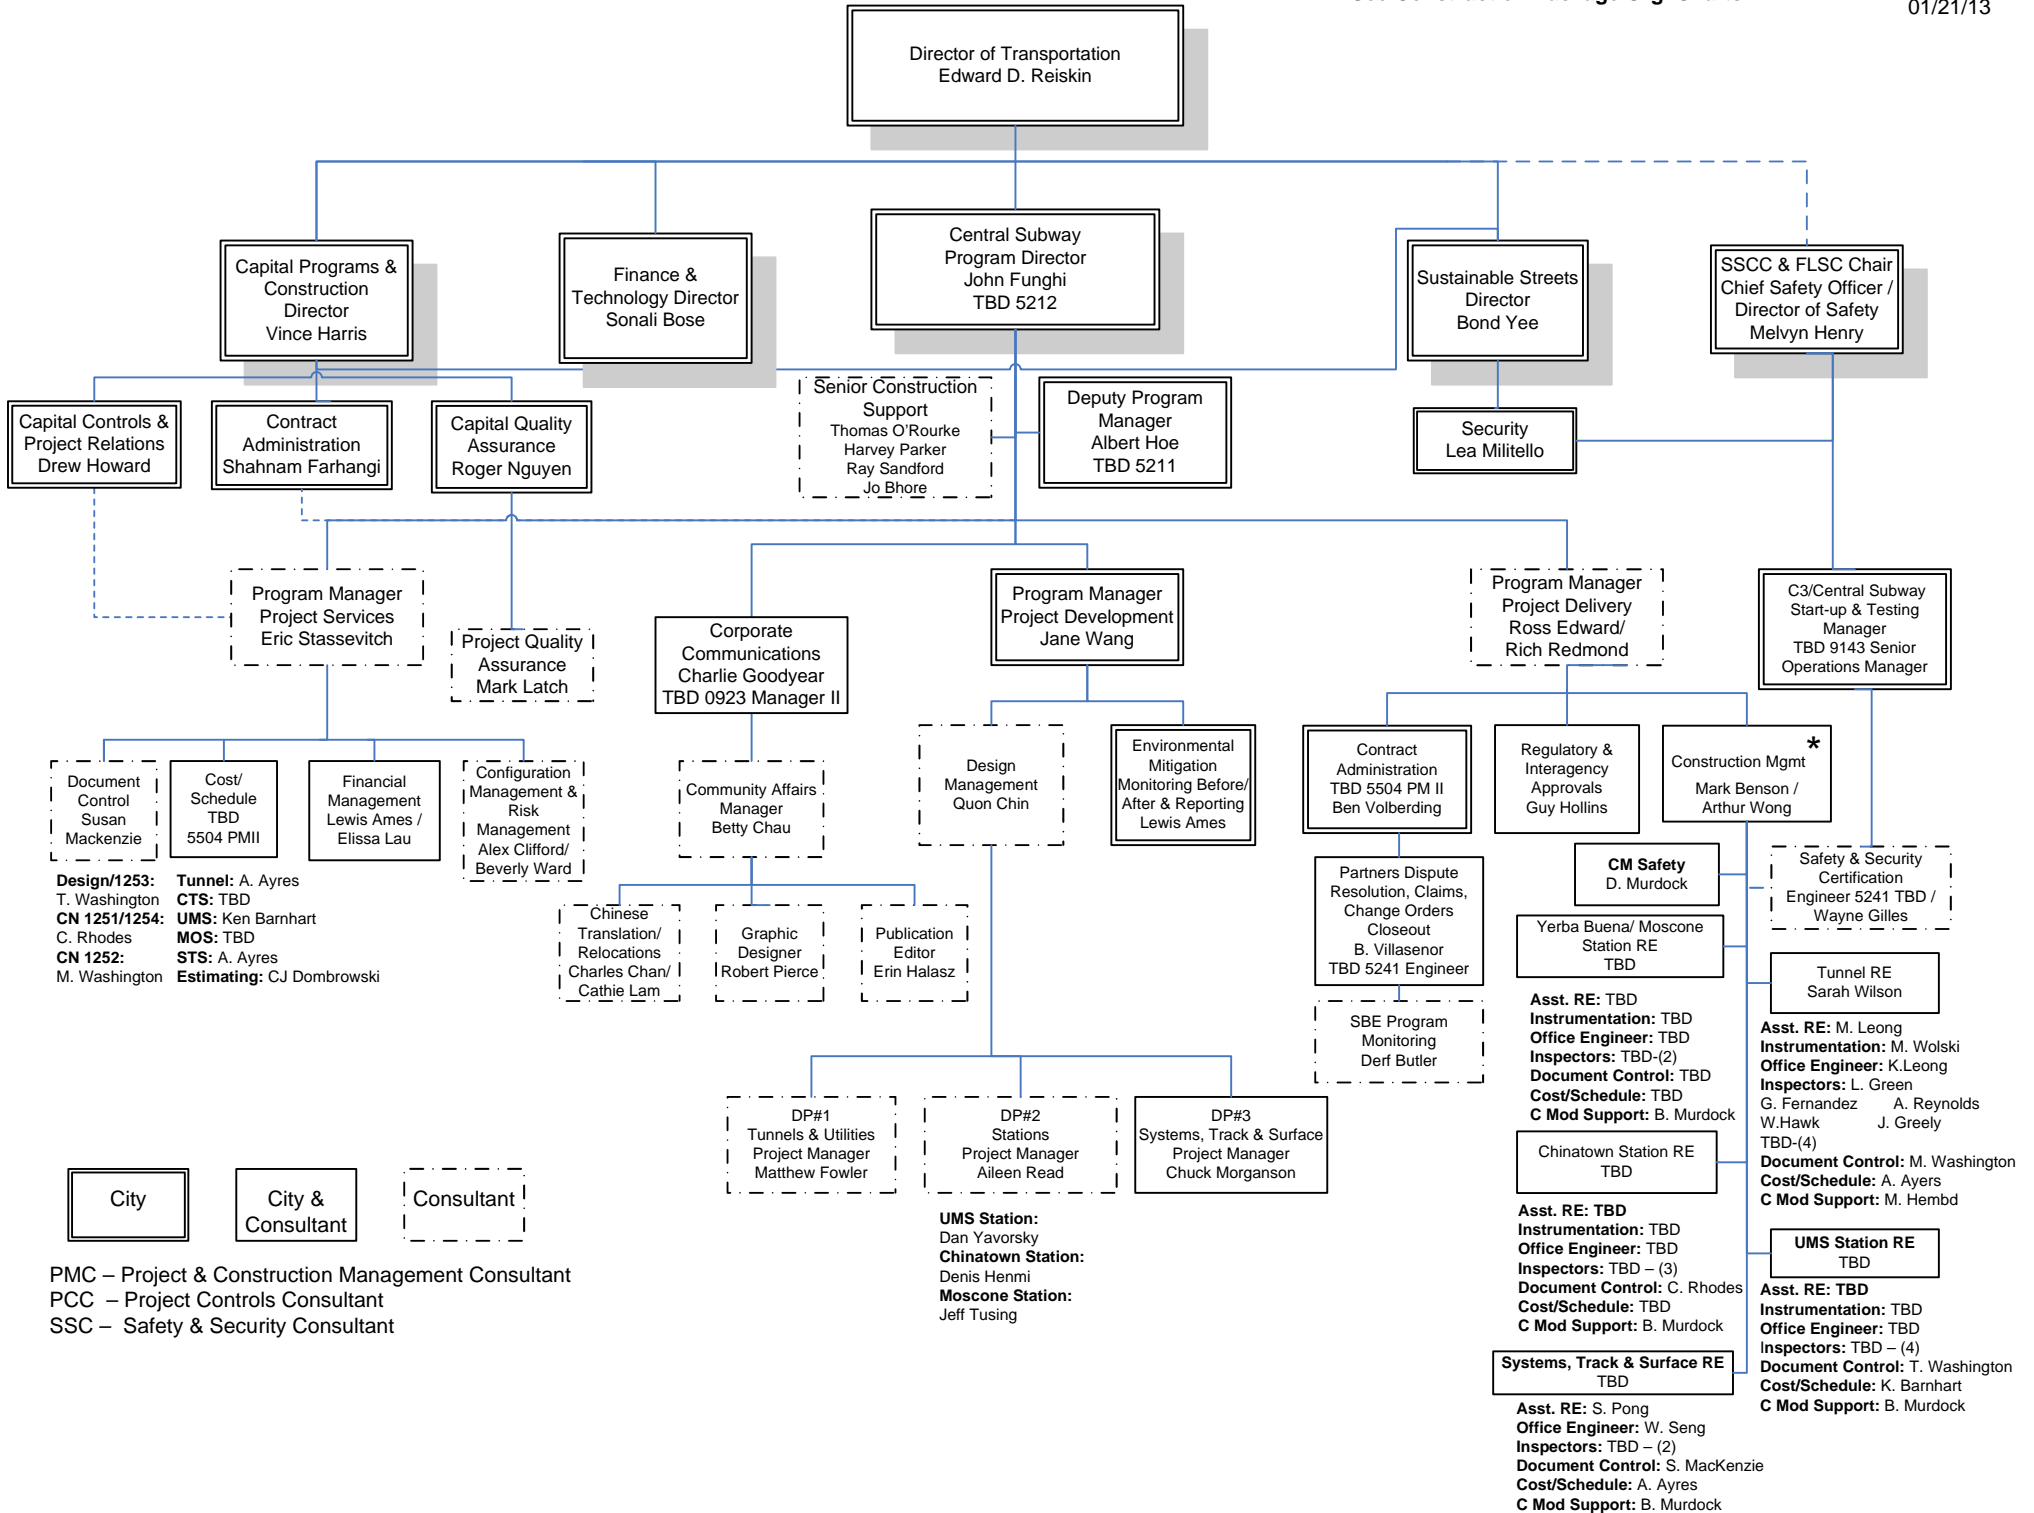 01/21/13
Director of Transportation
Edward D. Reiskin
Capital Programs &
Construction
Director
Vince Harris
Finance &
Technology Director
Sonali Bose
Central Subway
Program Director
John Funghi
TBD 5212
Sustainable Streets
Director
Bond Yee
SSCC & FLSC Chair
Chief Safety Officer /
Director of Safety
Melvyn Henry
Capital Controls &
Project Relations
Drew Howard
Contract
Administration
Shahnam Farhangi
Capital Quality
Assurance
Roger Nguyen
Senior Construction
Support
Thomas O'Rourke
Harvey Parker
Ray Sandford
Jo Bhore
Deputy Program
Manager
Albert Hoe
TBD 5211
Security
Lea Militello
Program Manager
Project Services
Eric Stassevitch
Project Quality
Assurance
Mark Latch
Corporate
Communications
Charlie Goodyear
TBD 0923 Manager II
Program Manager
Project Development
Jane Wang
Program Manager
Project Delivery
Ross Edward/
Rich Redmond
C3/Central Subway
Start-up & Testing
Manager
TBD 9143 Senior
Operations Manager
Document
Control
Susan
Mackenzie
Cost/
Schedule
TBD
5504 PMII
Financial
Management
Lewis Ames /
Elissa Lau
Configuration
Management &
Risk
Management
Alex Clifford/
Beverly Ward
Community Affairs
Manager
Betty Chau
Design
Management
Quon Chin
Environmental
Mitigation
Monitoring Before/
After & Reporting
Lewis Ames
Contract
Administration
TBD 5504 PM II
Ben Volberding
Regulatory &
Interagency
Approvals
Guy Hollins
*
Construction Mgmt
Mark Benson /
Arthur Wong
Design/1253:
T. Washington
CN 1251/1254:
C. Rhodes
CN 1252:
M. Washington
Tunnel: A. Ayres
CTS: TBD
UMS: Ken Barnhart
MOS: TBD
STS: A. Ayres
Estimating: CJ Dombrowski
Chinese
Translation/
Relocations
Charles Chan/
Cathie Lam
Graphic
Designer
Robert Pierce
Publication
Editor
Erin Halasz
Partners Dispute
Resolution, Claims,
Change Orders
Closeout
B. Villasenor
TBD 5241 Engineer
SBE Program
Monitoring
Derf Butler
CM Safety
D. Murdock
Safety & Security
Certification
Engineer 5241 TBD /
Wayne Gilles
Yerba Buena/ Moscone
Station RE
TBD
Asst. RE: TBD
Instrumentation: TBD
Office Engineer: TBD
Inspectors: TBD-(2)
Document Control: TBD
Cost/Schedule: TBD
C Mod Support: B. Murdock
Tunnel RE
Sarah Wilson
Asst. RE: M. Leong
Instrumentation: M. Wolski
Office Engineer: K.Leong
Inspectors: L. Green
G. Fernandez A. Reynolds
W.Hawk J. Greely
TBD-(4)
Document Control: M. Washington
Cost/Schedule: A. Ayers
C Mod Support: M. Hembd
DP#1
Tunnels & Utilities
Project Manager
Matthew Fowler
DP#2
Stations
Project Manager
Aileen Read
DP#3
Systems, Track & Surface
Project Manager
Chuck Morganson
UMS Station:
Dan Yavorsky
Chinatown Station:
Denis Henmi
Moscone Station:
Jeff Tusing
Chinatown Station RE
TBD
Asst. RE: TBD
Instrumentation: TBD
Office Engineer: TBD
Inspectors: TBD – (3)
Document Control: C. Rhodes
Cost/Schedule: TBD
C Mod Support: B. Murdock
UMS Station RE
TBD
Asst. RE: TBD
Instrumentation: TBD
Office Engineer: TBD
Inspectors: TBD – (4)
Document Control: T. Washington
Cost/Schedule: K. Barnhart
C Mod Support: B. Murdock
Systems, Track & Surface RE
TBD
Asst. RE: S. Pong
Office Engineer: W. Seng
Inspectors: TBD – (2)
Document Control: S. MacKenzie
Cost/Schedule: A. Ayres
C Mod Support: B. Murdock
City
City &
Consultant
Consultant
PMC – Project & Construction Management Consultant
PCC – Project Controls Consultant
SSC – Safety & Security Consultant